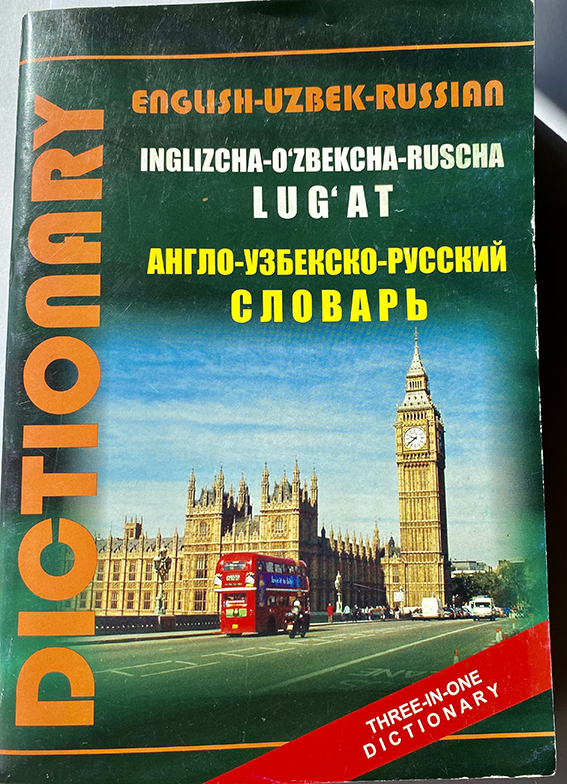 DICTIONARY
ENGLISH-UZBEK-RUSSIAN
INGLIZCHA-O‘ZBEKCHA-RUSCHA
LUG‘AT
АНГЛО-УЗБЕКСКО-РУССКИЙ
СЛОВАРЬ
THREE-IN-ONE
DICTIONARY